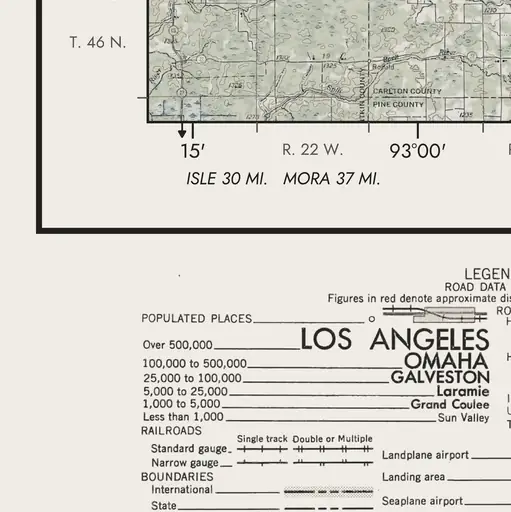 T. 46 N.
CARLTON COUNTY
PINE COUNTY
15'
R. 22 W.
93°00'
ISLE 30 MI. MORA 37 MI.
LEGEN
ROAD DATA
Figures in red denote approximate dis
POPULATED PLACES
RO
Over 500,000
LOS ANGELES
100,000 to 500,000
OMAHA
25,000 to 100,000
GALVESTON
5,000 to 25,000
Laramie
1,000 to 5,000
Grand Coulee
Less than 1,000
Sun Valley
RAILROADS
Single track
Double or Multiple
Standard gauge
Landplane airport
Narrow gauge
BOUNDARIES
Landing area
International
State
Seaplane airport